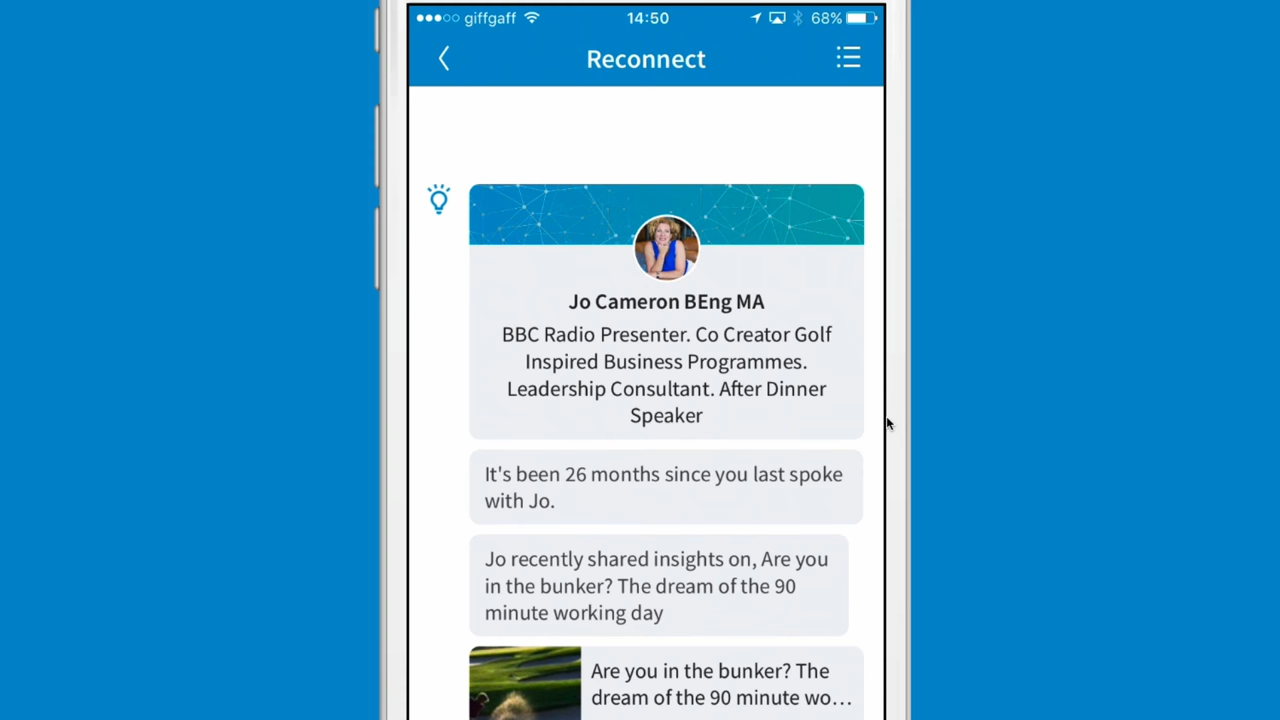 giffgaff 14:50 68%
Reconnect
Jo Cameron BEng MA
BBC Radio Presenter. Co Creator Golf
Inspired Business Programmes.
Leadership Consultant. After Dinner
Speaker
It's been 26 months since you last spoke
with Jo.
Jo recently shared insights on, Are you
in the bunker? The dream of the 90
minute working day
Are you in the bunker? The
dream of the 90 minute wo...